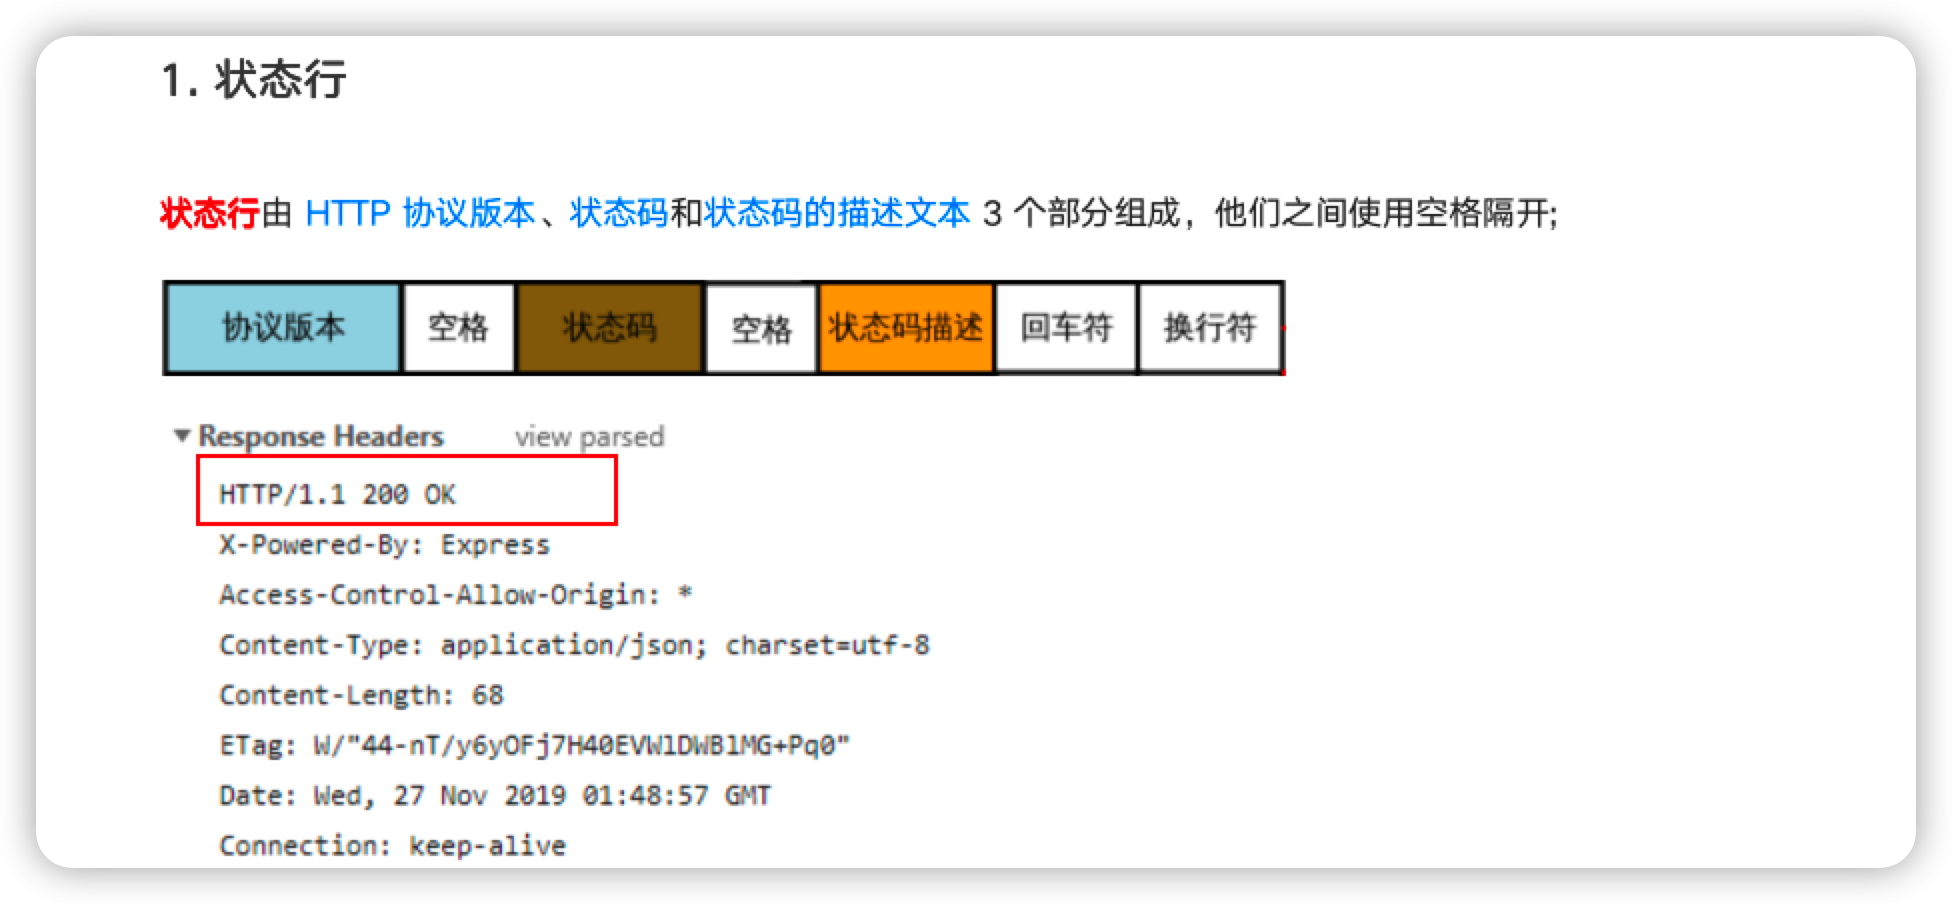 1. 状态行
状态行由 HTTP 协议版本、状态码和状态码的描述文本 3 个部分组成，他们之间使用空格隔开;
协议版本 空格 状态码 空格 状态码描述 回车符 换行符
▼ Response Headers view parsed
HTTP/1.1 200 OK
X-Powered-By: Express
Access-Control-Allow-Origin: *
Content-Type: application/json; charset=utf-8
Content-Length: 68
ETag: W/"44-nT/y6yOFj7H40EVWlDWBlMG+Pq0"
Date: Wed, 27 Nov 2019 01:48:57 GMT
Connection: keep-alive